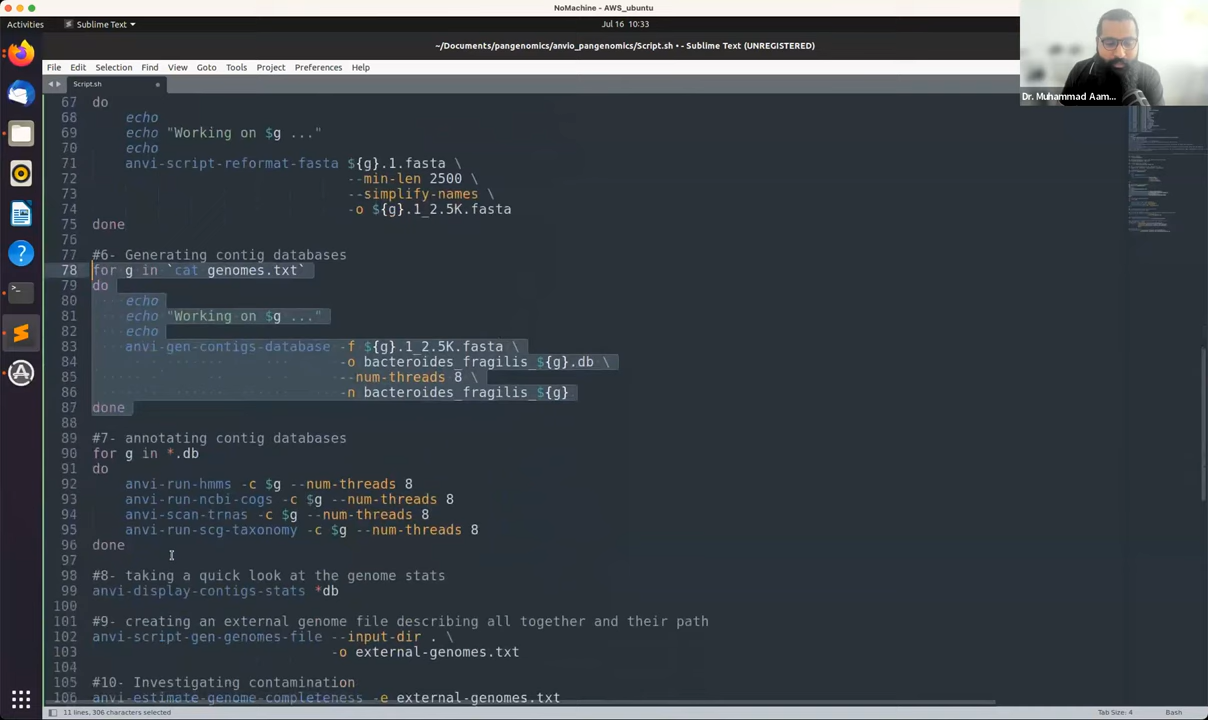 NoMachine - AWS_ubuntu
Activities Sublime Text Jul 16 10:33
~/Documents/pangenomics/anvio_pangenomics/Script.sh • - Sublime Text (UNREGISTERED)
File Edit Selection Find View Goto Tools Project Preferences Help
Dr. Muhammad Aam...
Script.sh
67 do
68 echo
69 echo "Working on $g ..."
70 echo
71 anvi-script-reformat-fasta ${g}.1.fasta \
72 --min-len 2500 \
73 --simplify-names \
74 -o ${g}.1_2.5K.fasta
75 done
76
77 #6- Generating contig databases
78 for g in `cat genomes.txt`
79 do
80 echo
81 echo "Working on $g ..."
82 echo
83 anvi-gen-contigs-database -f ${g}.1_2.5K.fasta \
84 -o bacteroides_fragilis_${g}.db \
85 --num-threads 8 \
86 -n bacteroides_fragilis_${g}
87 done
88
89 #7- annotating contig databases
90 for g in *.db
91 do
92 anvi-run-hmms -c $g --num-threads 8
93 anvi-run-ncbi-cogs -c $g --num-threads 8
94 anvi-scan-trnas -c $g --num-threads 8
95 anvi-run-scg-taxonomy -c $g --num-threads 8
96 done
97
98 #8- taking a quick look at the genome stats
99 anvi-display-contigs-stats *db
100
101 #9- creating an external genome file describing all together and their path
102 anvi-script-gen-genomes-file --input-dir . \
103 -o external-genomes.txt
104
105 #10- Investigating contamination
106 anvi-estimate-genome-completeness -e external-genomes.txt
11 lines, 306 characters selected Tab Size: 4 Bash